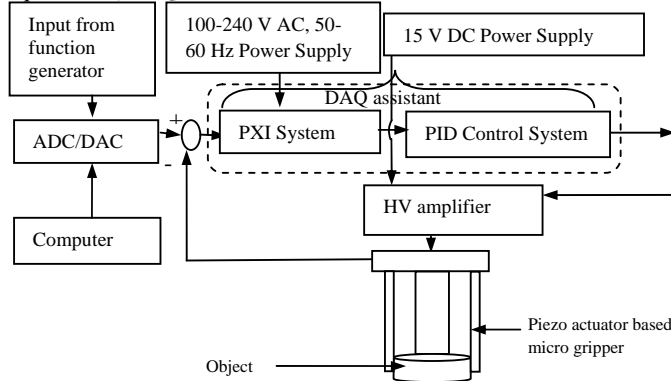 Input from
function
generator
100-240 V AC, 50-
60 Hz Power Supply
15 V DC Power Supply
DAQ assistant
+
ADC/DAC
PXI System
PID Control System
-
HV amplifier
Computer
Piezo actuator based
micro gripper
Object